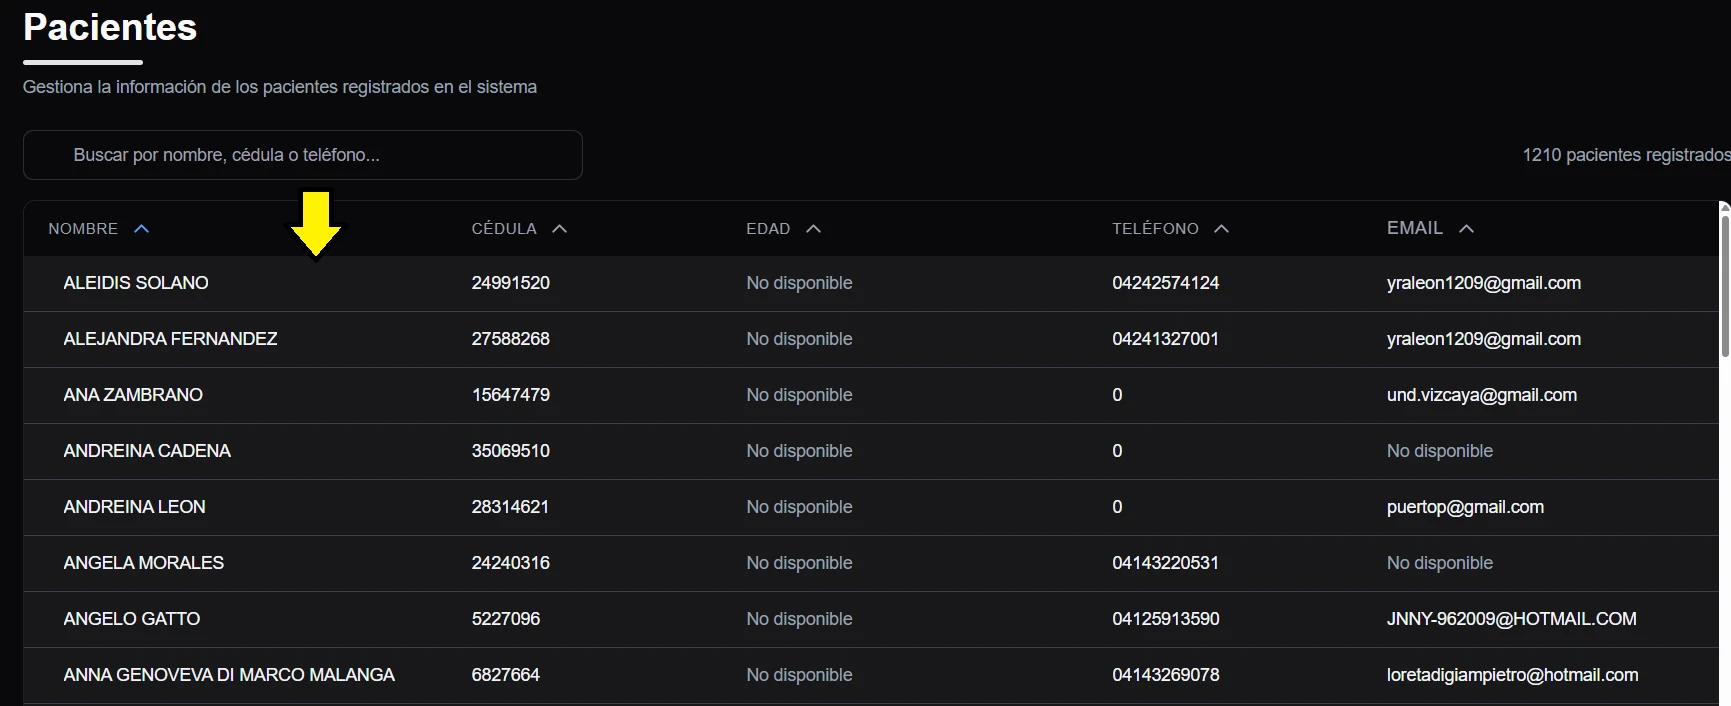 Pacientes
Gestiona la información de los pacientes registrados en el sistema
Buscar por nombre, cédula o teléfono...
1210 pacientes registrados
NOMBRE CÉDULA EDAD TELÉFONO EMAIL
ALEIDIS SOLANO 24991520 No disponible 04242574124 yraleon1209@gmail.com
ALEJANDRA FERNANDEZ 27588268 No disponible 04241327001 yraleon1209@gmail.com
ANA ZAMBRANO 15647479 No disponible 0 und.vizcaya@gmail.com
ANDREINA CADENA 35069510 No disponible 0 No disponible
ANDREINA LEON 28314621 No disponible 0 puertop@gmail.com
ANGELA MORALES 24240316 No disponible 04143220531 No disponible
ANGELO GATTO 5227096 No disponible 04125913590 JNNY-962009@HOTMAIL.COM
ANNA GENOVEVA DI MARCO MALANGA 6827664 No disponible 04143269078 loretadigiampietro@hotmail.com